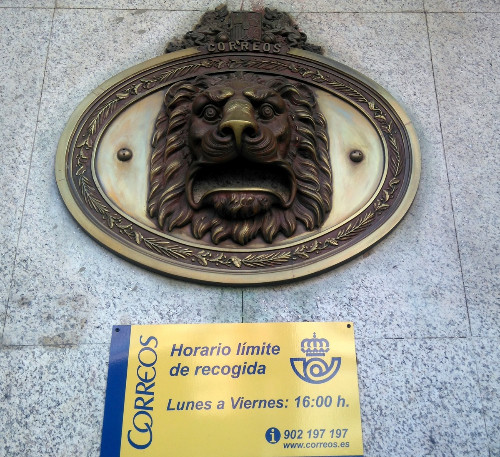 CORREOS
CORREOS
Horario límite
de recogida
Lunes a Viernes: 16:00 h.
i 902 197 197
www.correos.es